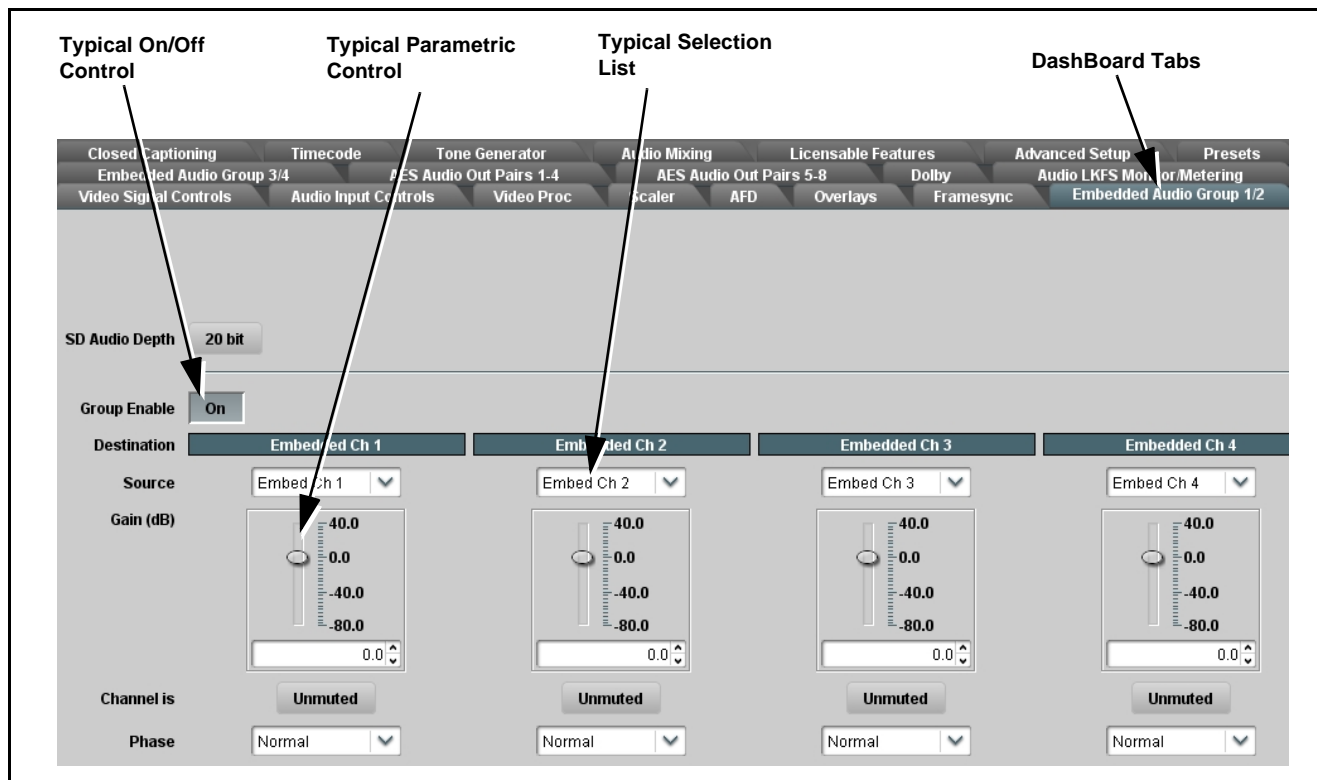 Typical On/Off Control
Typical Parametric Control
Typical Selection List
DashBoard Tabs
Closed Captioning Timecode Tone Generator Audio Mixing Licensable Features Advanced Setup Presets
Embedded Audio Group 3/4 AES Audio Out Pairs 1-4 AES Audio Out Pairs 5-8 Dolby Audio LKFS Monitor/Metering
Video Signal Controls Audio Input Controls Video Proc Scaler AFD Overlays Framesync Embedded Audio Group 1/2
SD Audio Depth 20 bit
Group Enable On
Destination Embedded Ch 1 Embedded Ch 2 Embedded Ch 3 Embedded Ch 4
Source Embed Ch 1 Embed Ch 2 Embed Ch 3 Embed Ch 4
Gain (dB) 40.0 40.0 40.0 40.0
0.0 0.0 0.0 0.0
-40.0 -40.0 -40.0 -40.0
-80.0 -80.0 -80.0 -80.0
0.0 0.0 0.0 0.0
Channel is Unmuted Unmuted Unmuted Unmuted
Phase Normal Normal Normal Normal